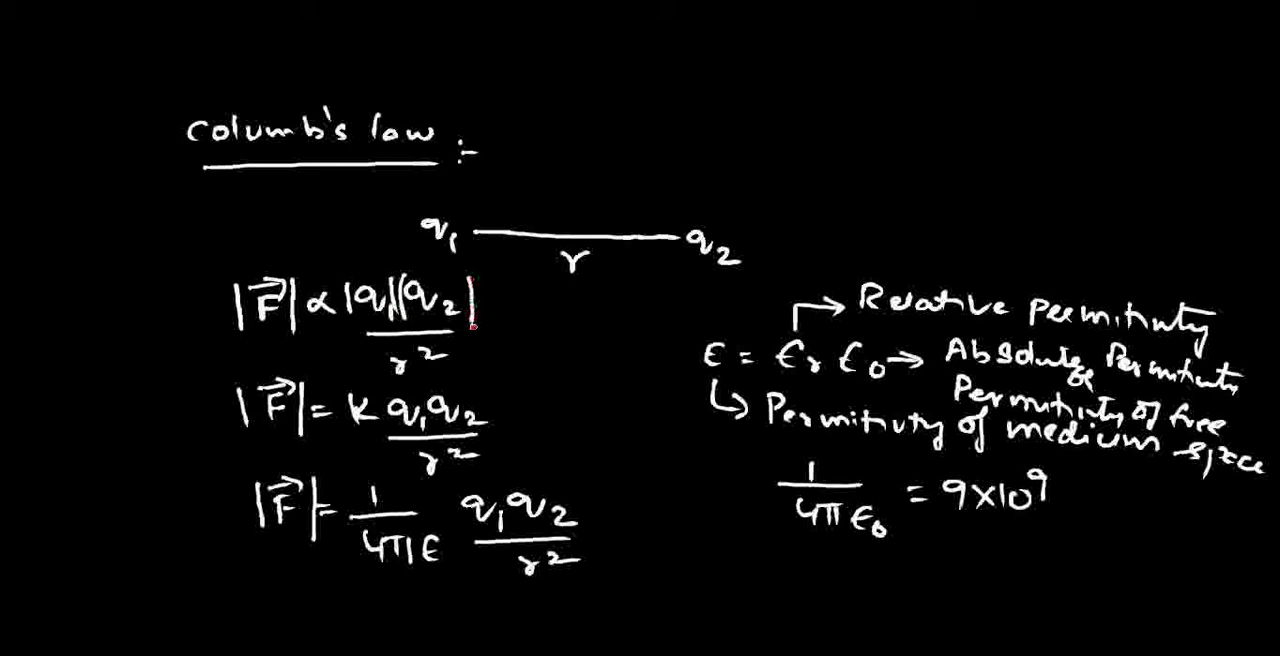 Columb's law :-
q₁ q₂
r
|F⃗| ∝ |q₁||q₂| / r²
|F⃗| = k q₁q₂ / r²
|F⃗| = 1 / 4πε q₁q₂ / r²
→ Relative permitivity
ε = εr ε₀ → Absolute Permitivity
or
Permitivity of free space
↳ Permitivity of medium
1 / 4πε₀ = 9×10⁹